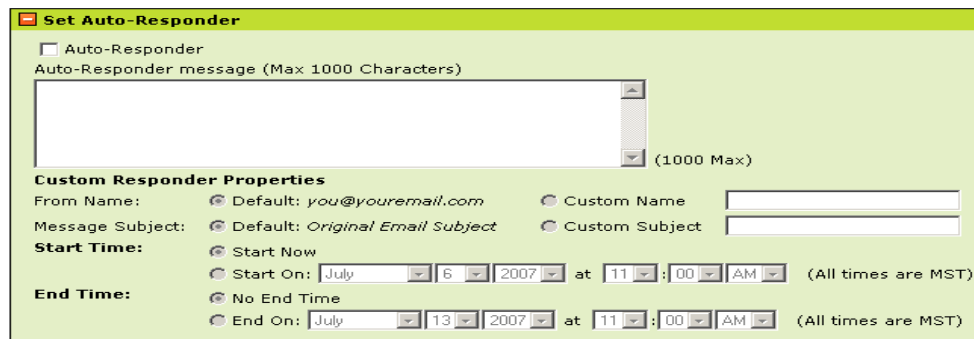 Set Auto-Responder
Auto-Responder
Auto-Responder message (Max 1000 Characters)
(1000 Max)
Custom Responder Properties
From Name: Default: you@youremail.com Custom Name
Message Subject: Default: Original Email Subject Custom Subject
Start Time: Start Now
Start On: July 6 2007 at 11 : 00 AM (All times are MST)
End Time: No End Time
End On: July 13 2007 at 11 : 00 AM (All times are MST)